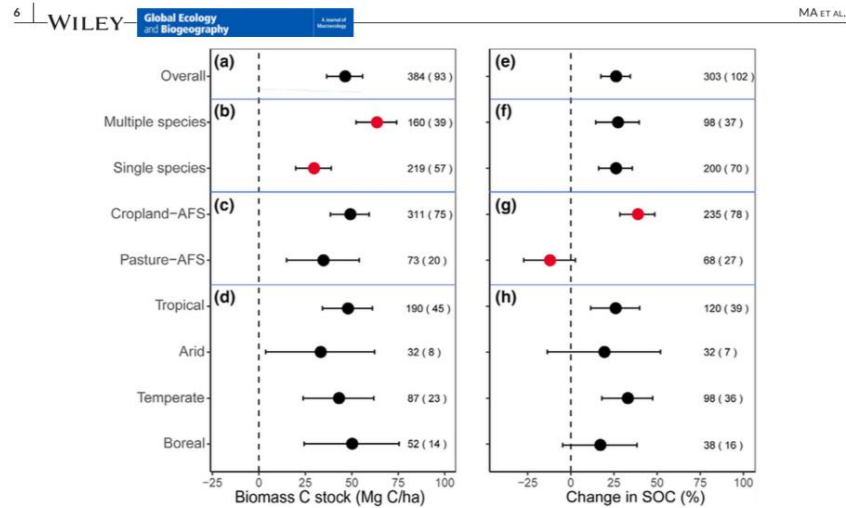 6
WILEY
Global Ecology
and Biogeography
A Journal of
Macroecology
MA ET AL.
(a)
Overall
384 ( 93 )
(e)
303 ( 102 )
(b)
Multiple species
160 ( 39 )
(f)
98 ( 37 )
Single species
219 ( 57 )
200 ( 70 )
(c)
Cropland−AFS
311 ( 75 )
(g)
235 ( 78 )
Pasture−AFS
73 ( 20 )
68 ( 27 )
(d)
Tropical
190 ( 45 )
(h)
120 ( 39 )
Arid
32 ( 8 )
32 ( 7 )
Temperate
87 ( 23 )
98 ( 36 )
Boreal
52 ( 14 )
38 ( 16 )
−25 0 25 50 75 100
−25 0 25 50 75 100
Biomass C stock (Mg C/ha)
Change in SOC (%)